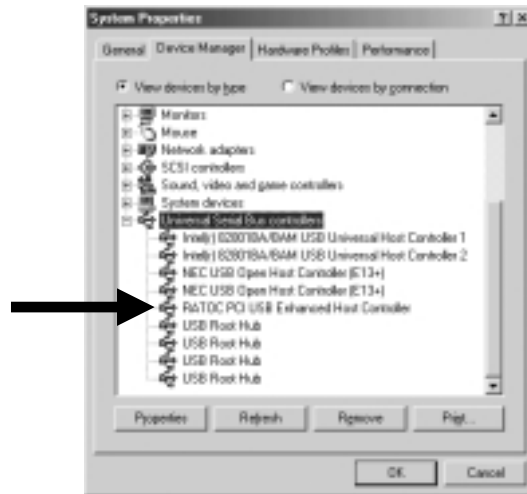 System Properties
General Device Manager Hardware Profiles Performance
View devices by type View devices by connection
Monitors
Mouse
Network adapters
SCSI controllers
Sound, video and game controllers
System devices
Universal Serial Bus controllers
Intel(r) 82801BA/BAM USB Universal Host Controller 1
Intel(r) 82801BA/BAM USB Universal Host Controller 2
NEC USB Open Host Controller (E13+)
NEC USB Open Host Controller (E13+)
RATOC PCI USB Enhanced Host Controller
USB Root Hub
USB Root Hub
USB Root Hub
USB Root Hub
Properties Refresh Remove Print...
OK Cancel